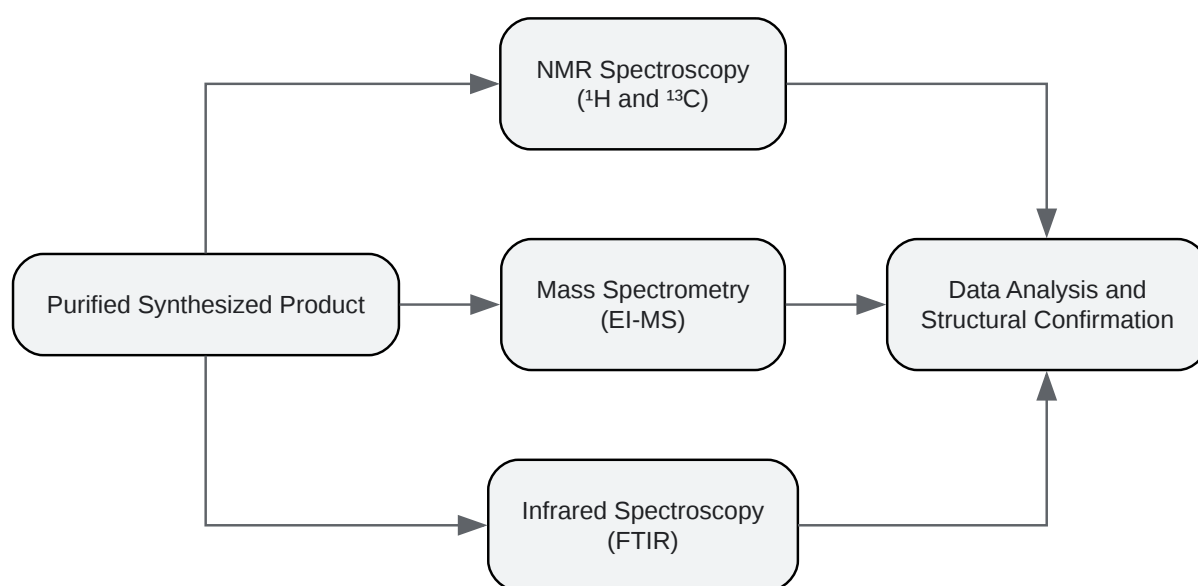 NMR Spectroscopy
(¹H and ¹³C)
Purified Synthesized Product
Mass Spectrometry
(EI-MS)
Data Analysis and
Structural Confirmation
Infrared Spectroscopy
(FTIR)